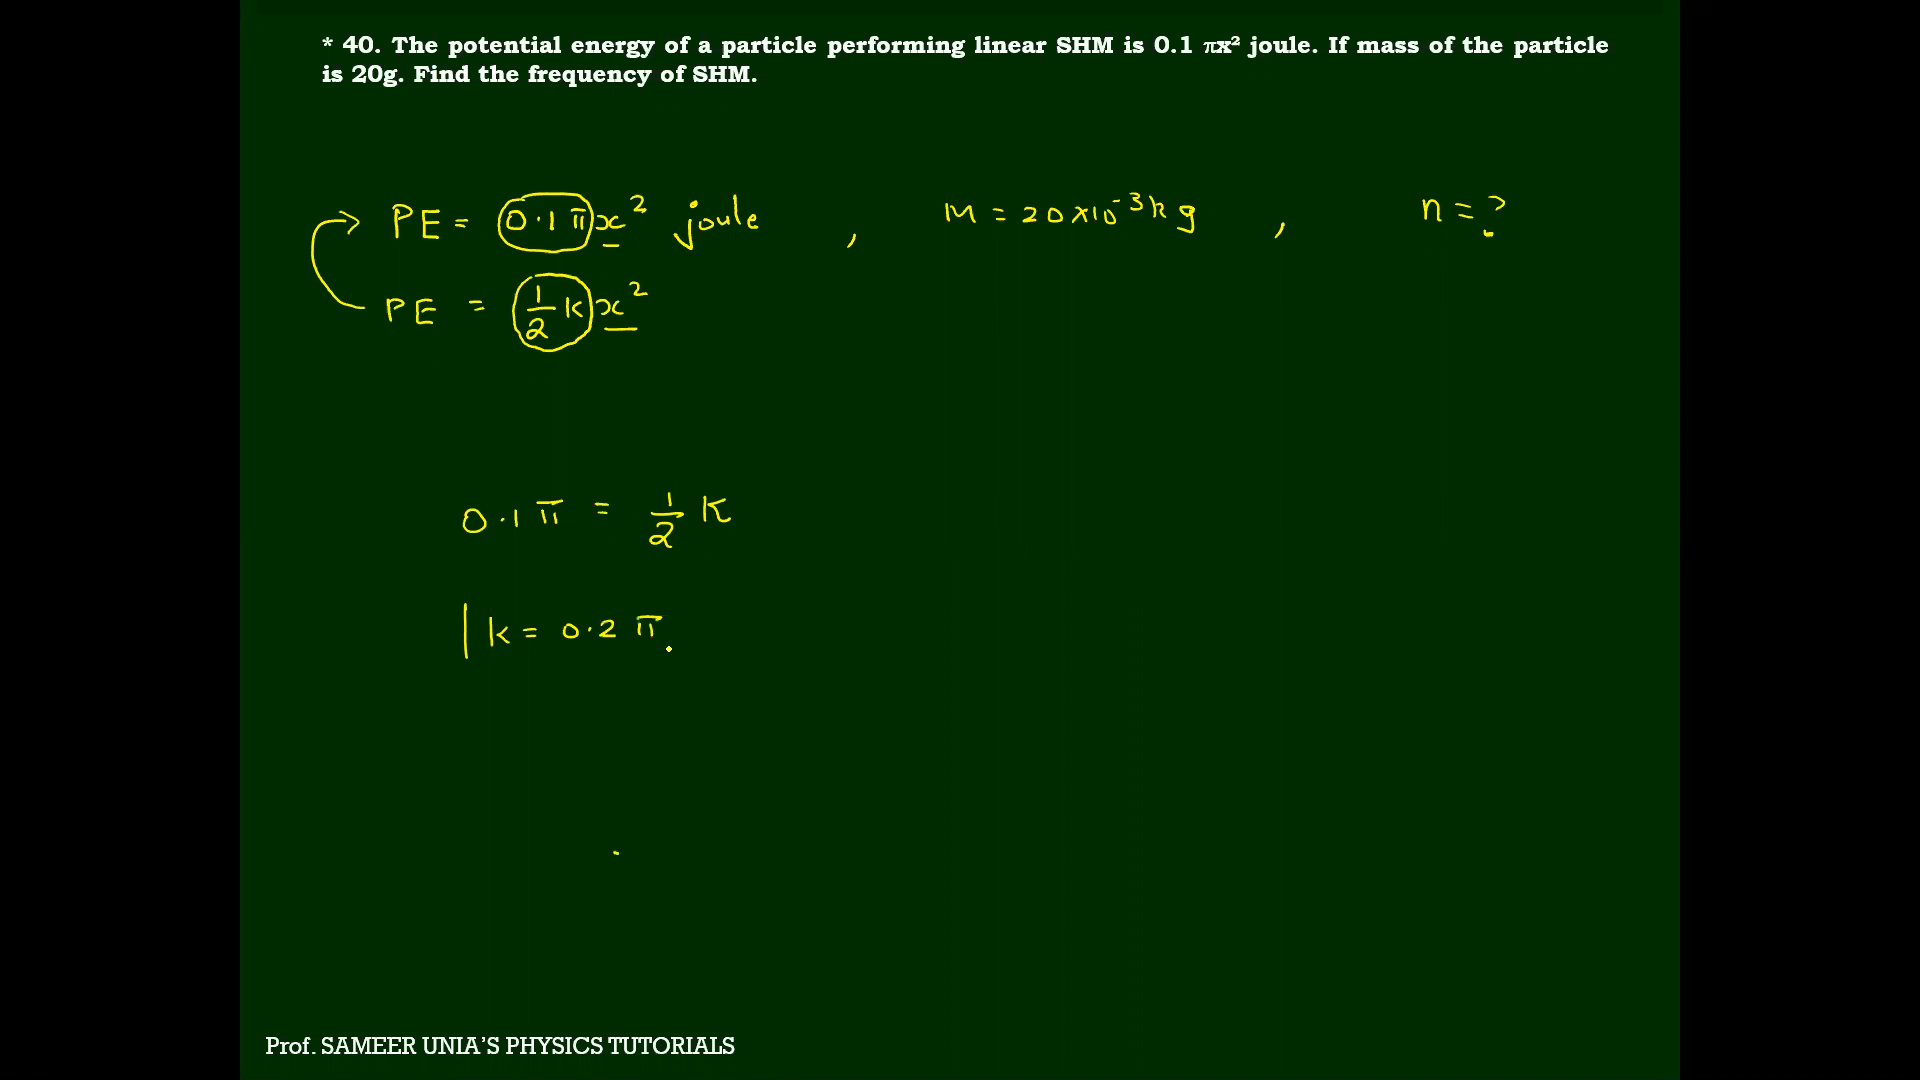 * 40. The potential energy of a particle performing linear SHM is 0.1 πx² joule. If mass of the particle
is 20g. Find the frequency of SHM.
PE = 0.1 π x² joule , M = 20 x 10⁻³ kg , n = ?
PE = 1/2 k x²
0.1 π = 1/2 K
k = 0.2 π
Prof. SAMEER UNIA’S PHYSICS TUTORIALS